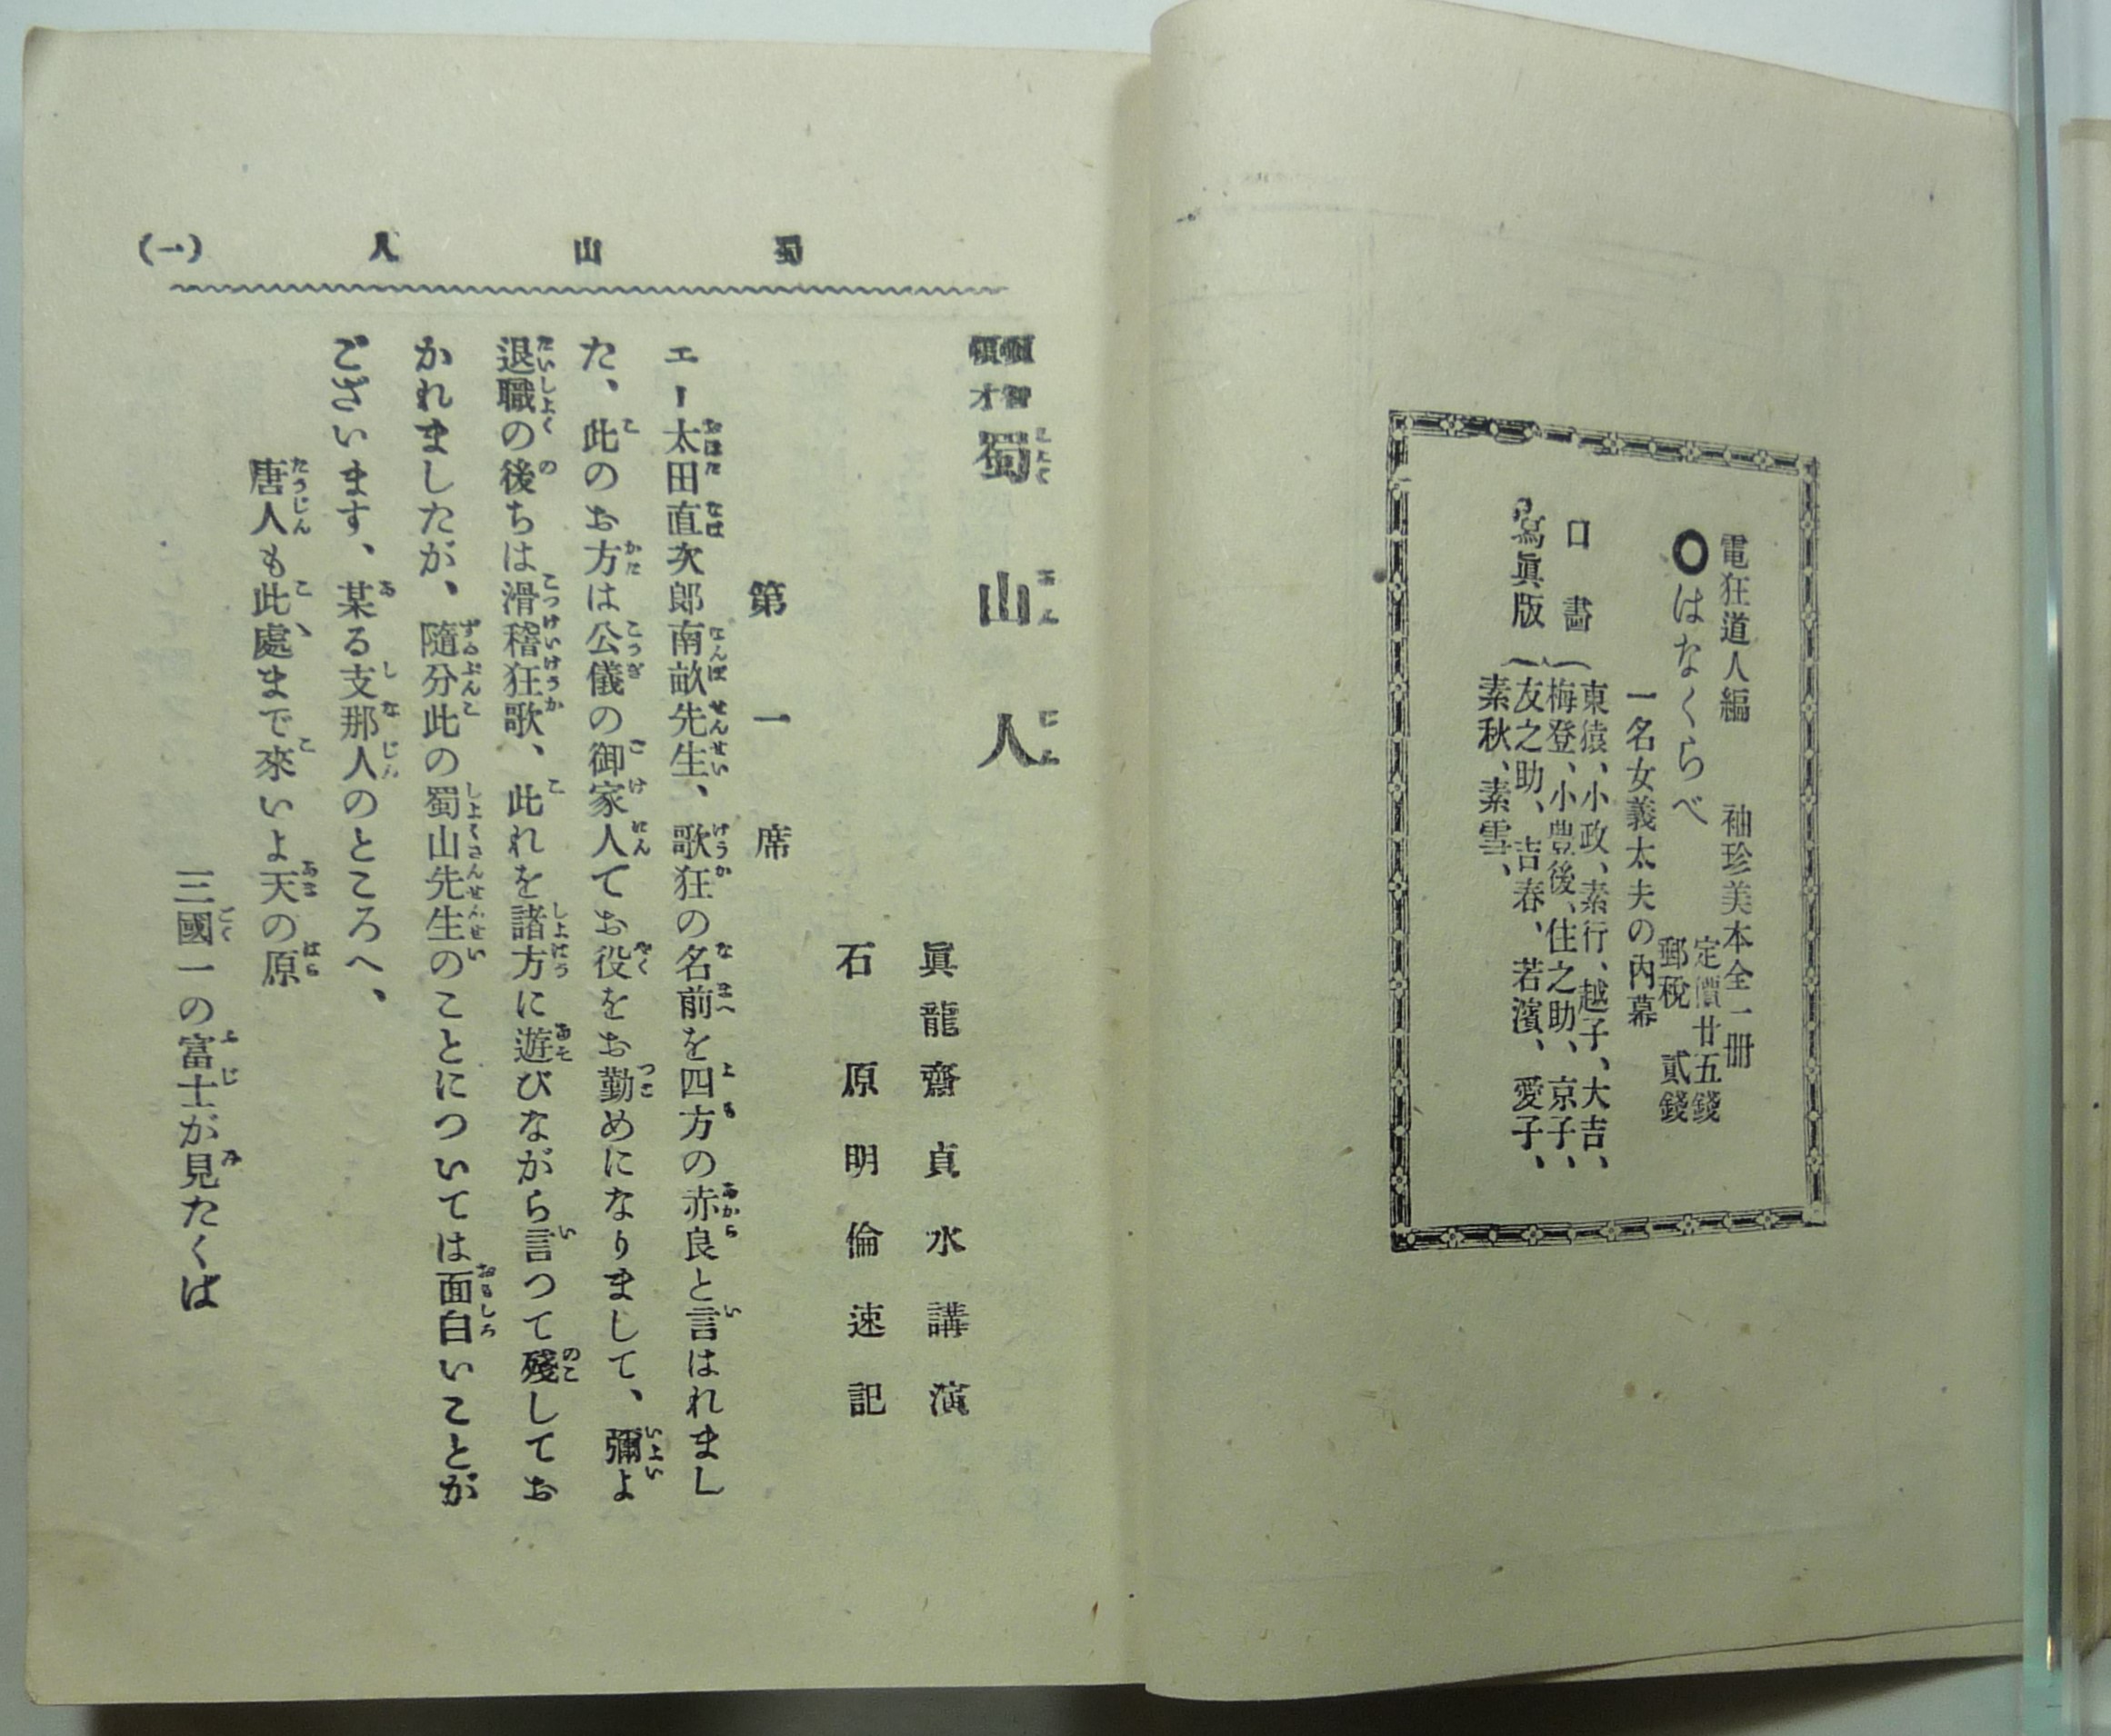 電狂道人編　袖珍美本全一冊
○はなくらべ　定價廿五錢
郵稅　貳錢
一名女義太夫の內幕
口畫
寫眞版
東猿、小政、素行、越子、大吉、
梅登、小豊後、住之助、京子、
友之助、吉春、若濱、愛子、
素秋、素雪、
蜀山人
(一)
頓智
頓才
蜀山人
眞龍齋貞水講演
石原明倫速記
第一席
エー太田直次郎南畝先生、歌狂の名前を四方の赤良と言はれまし
た、此のお方は公儀の御家人てお役をお勤めになりまして、彌よ
退職の後ちは滑稽狂歌、此れを諸方に遊びながら言つて殘してお
かれましたが、隨分此の蜀山先生のことについては面白いことが
ございます、某る支那人のところへ、
唐人も此處まで來いよ天の原
三國一の富士が見たくば